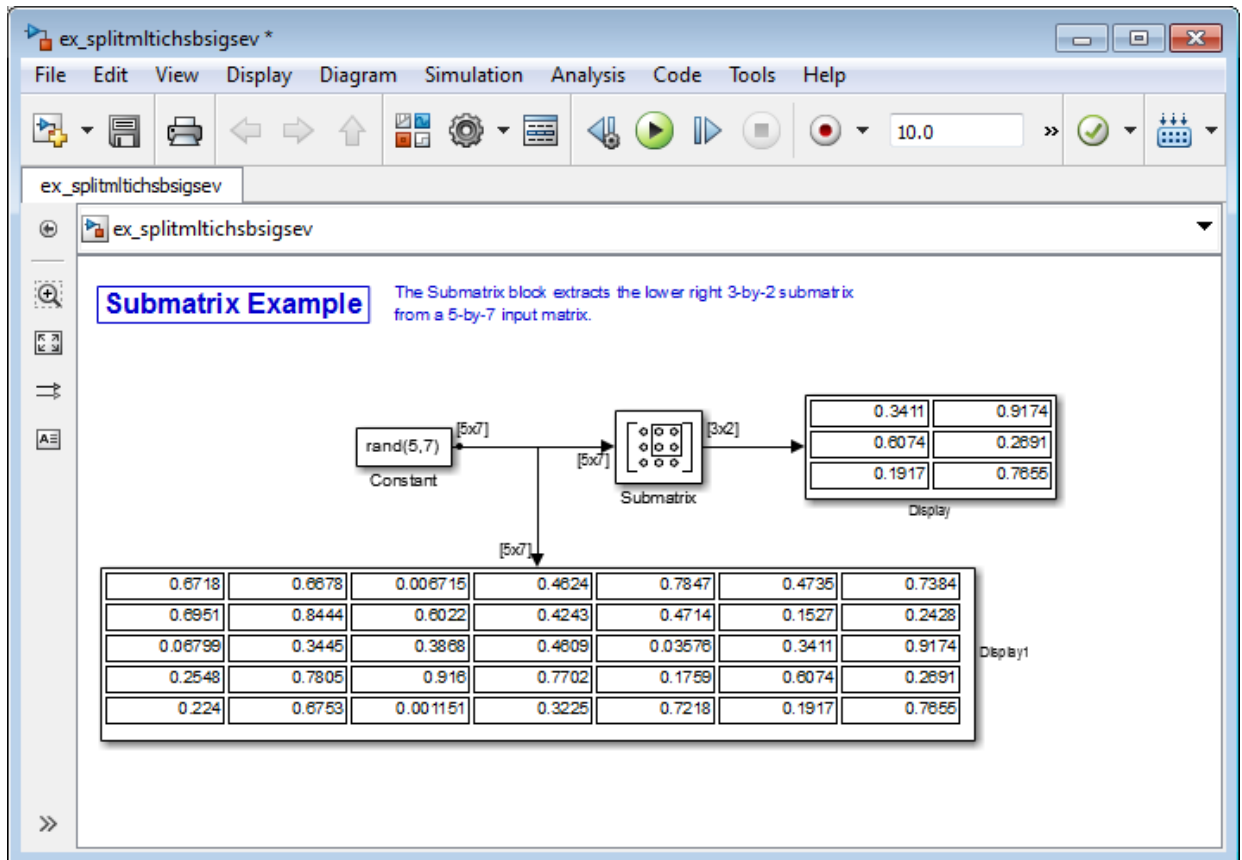 ex_splitmltichsbsigsev *
File Edit View Display Diagram Simulation Analysis Code Tools Help
10.0 »
ex_splitmltichsbsigsev
ex_splitmltichsbsigsev
Submatrix Example
The Submatrix block extracts the lower right 3-by-2 submatrix
from a 5-by-7 input matrix.
rand(5,7)
Constant
[5x7]
[5x7]
Submatrix
[3x2]
0.3411 0.9174
0.6074 0.2691
0.1917 0.7655
Display
[5x7]
0.6718 0.6678 0.006715 0.4624 0.7847 0.4735 0.7384
0.6951 0.8444 0.6022 0.4243 0.4714 0.1527 0.2428
0.06799 0.3445 0.3868 0.4609 0.03576 0.3411 0.9174
0.2548 0.7805 0.916 0.7702 0.1759 0.6074 0.2691
0.224 0.6753 0.001151 0.3225 0.7218 0.1917 0.7655
Display1